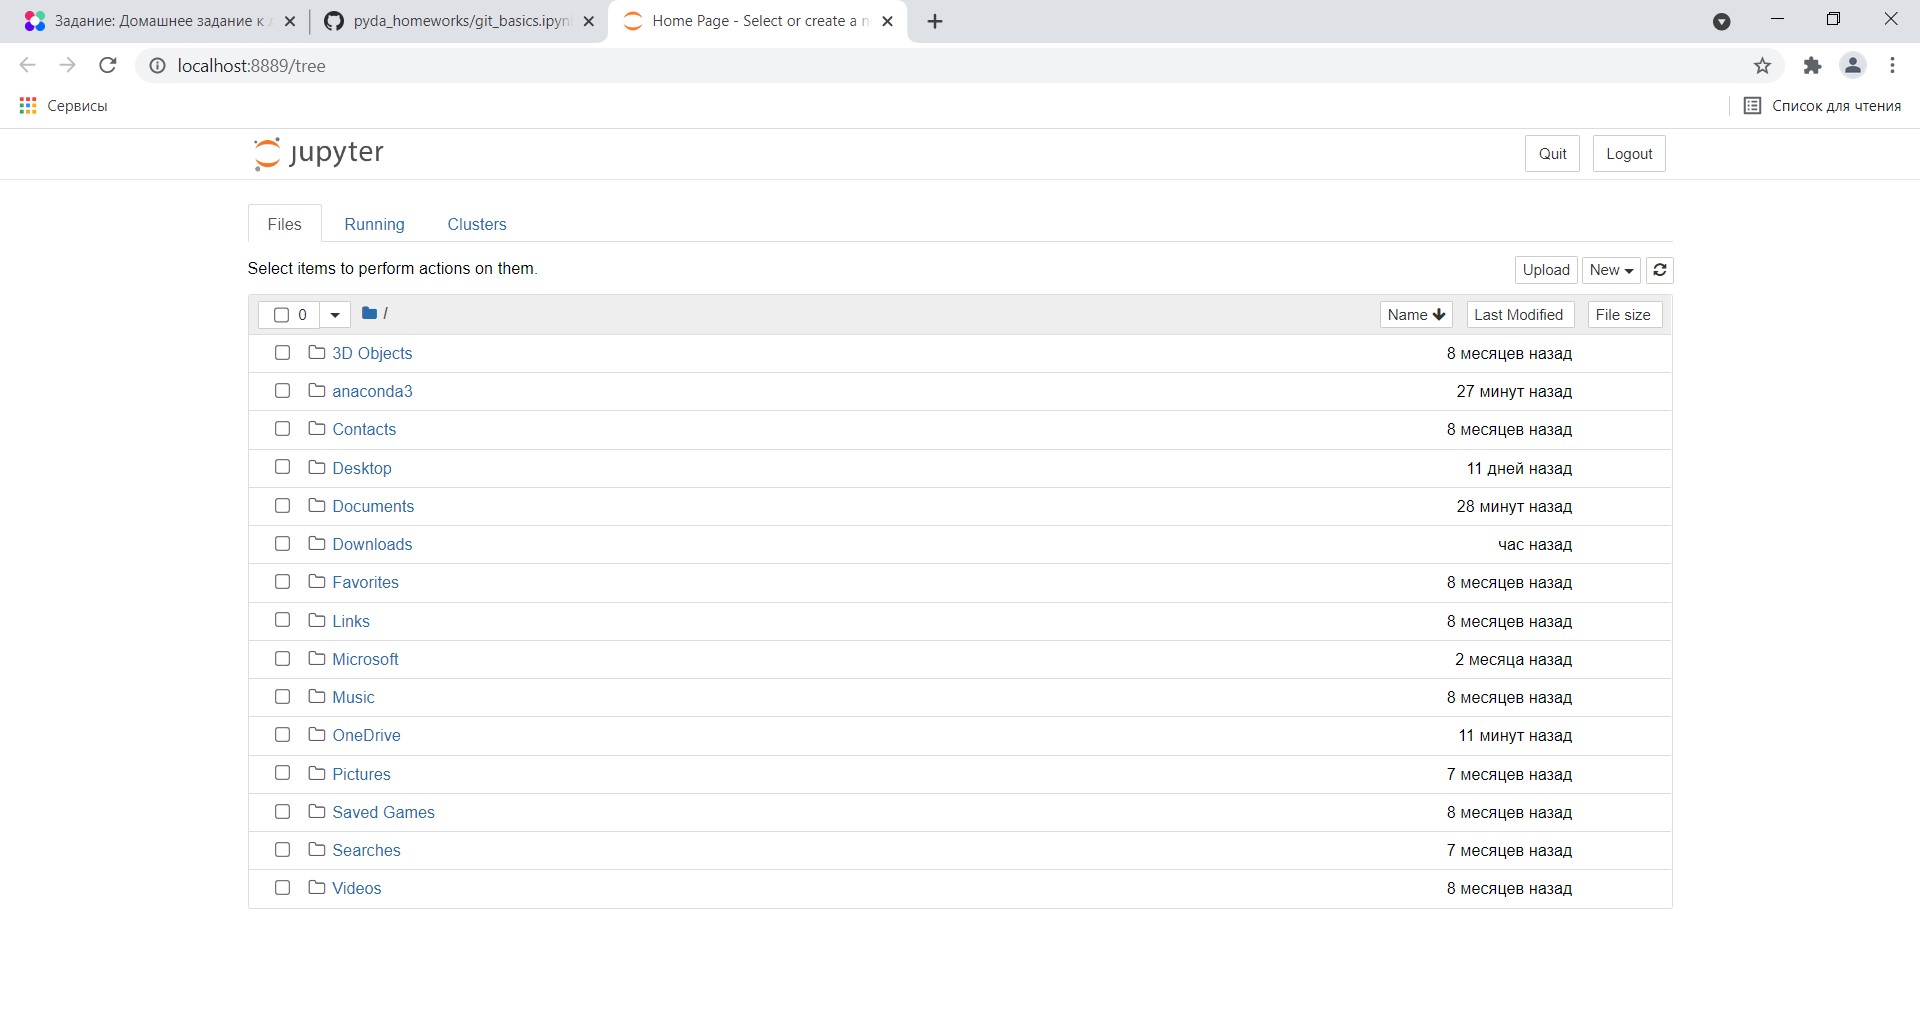 Задание: Домашнее задание к
pyda_homeworks/git_basics.ipyn
Home Page - Select or create a n
localhost:8889/tree
Сервисы
Список для чтения
jupyter
Quit
Logout
Files
Running
Clusters
Select items to perform actions on them.
Upload
New
0
/
Name
Last Modified
File size
3D Objects 8 месяцев назад
anaconda3 27 минут назад
Contacts 8 месяцев назад
Desktop 11 дней назад
Documents 28 минут назад
Downloads час назад
Favorites 8 месяцев назад
Links 8 месяцев назад
Microsoft 2 месяца назад
Music 8 месяцев назад
OneDrive 11 минут назад
Pictures 7 месяцев назад
Saved Games 8 месяцев назад
Searches 7 месяцев назад
Videos 8 месяцев назад